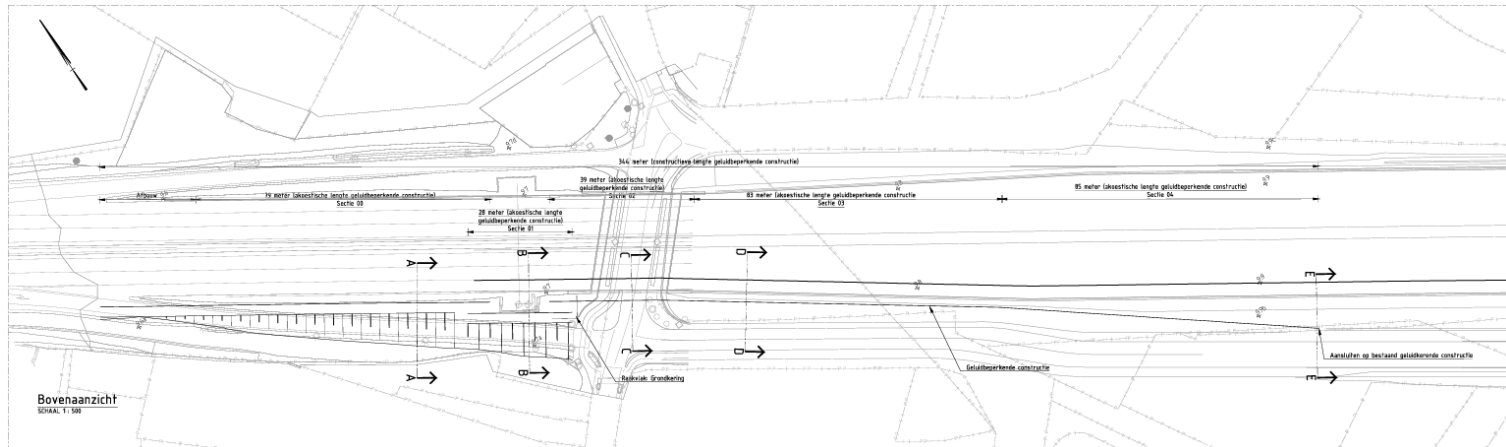 344 meter (constructieve lengte geluidbeperkende constructie)
39 meter (akoestische lengte
geluidbeperkende constructie)
Sectie 02
Afbouw
79 meter (akoestische lengte geluidbeperkende constructie)
Sectie 00
83 meter (akoestische lengte geluidbeperkende constructie
Sectie 03
85 meter (akoestische lengte geluidbeperkende constructie)
Sectie 04
28 meter (akoestische lengte
geluidbeperkende constructie)
Sectie 01
A
B
C
D
E
A
B
C
D
E
Raakvlak: Grondkering
Geluidbeperkende constructie
Aansluiten op bestaand geluidkerende constructie
Bovenaanzicht
SCHAAL 1 : 500